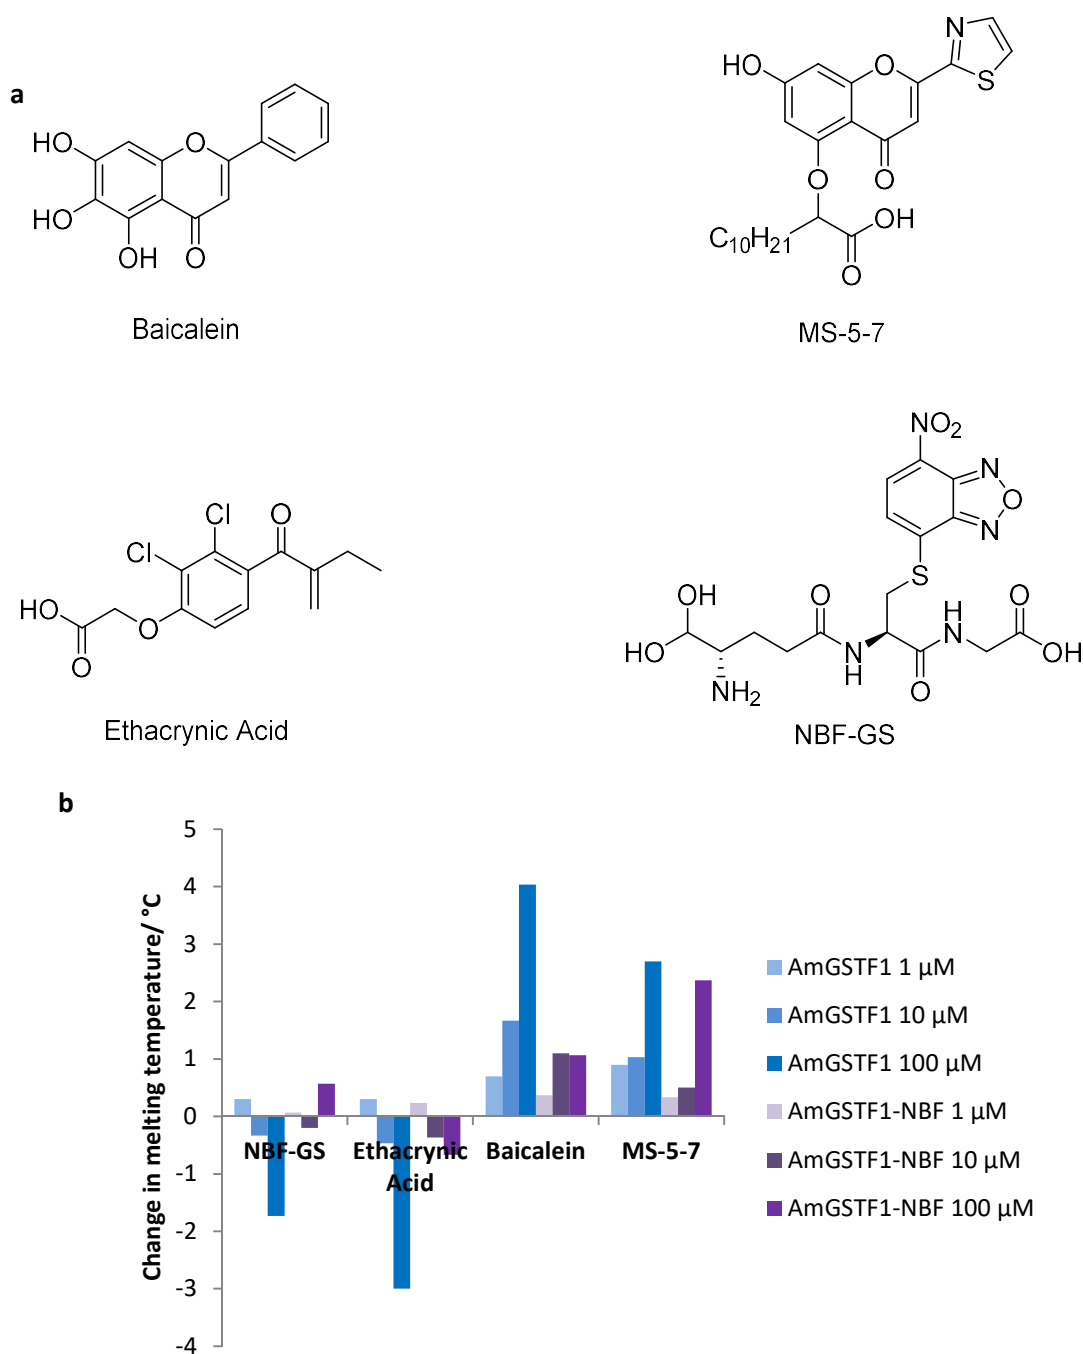 a
HO
HO
OH
O
O
Baicalein
HO
O
N
S
O
O
C₁₀H₂₁
OH
O
MS-5-7
Cl
Cl
O
HO
O
O
Ethacrynic Acid
NO₂
N
O
N
S
OH
HO
NH₂
O
N
H
O
H
N
O
OH
NBF-GS
b
Change in melting temperature/ °C
5
4
3
2
1
0
-1
-2
-3
-4
NBF-GS
Ethacrynic
Acid
Baicalein
MS-5-7
AmGSTF1 1 µM
AmGSTF1 10 µM
AmGSTF1 100 µM
AmGSTF1-NBF 1 µM
AmGSTF1-NBF 10 µM
AmGSTF1-NBF 100 µM